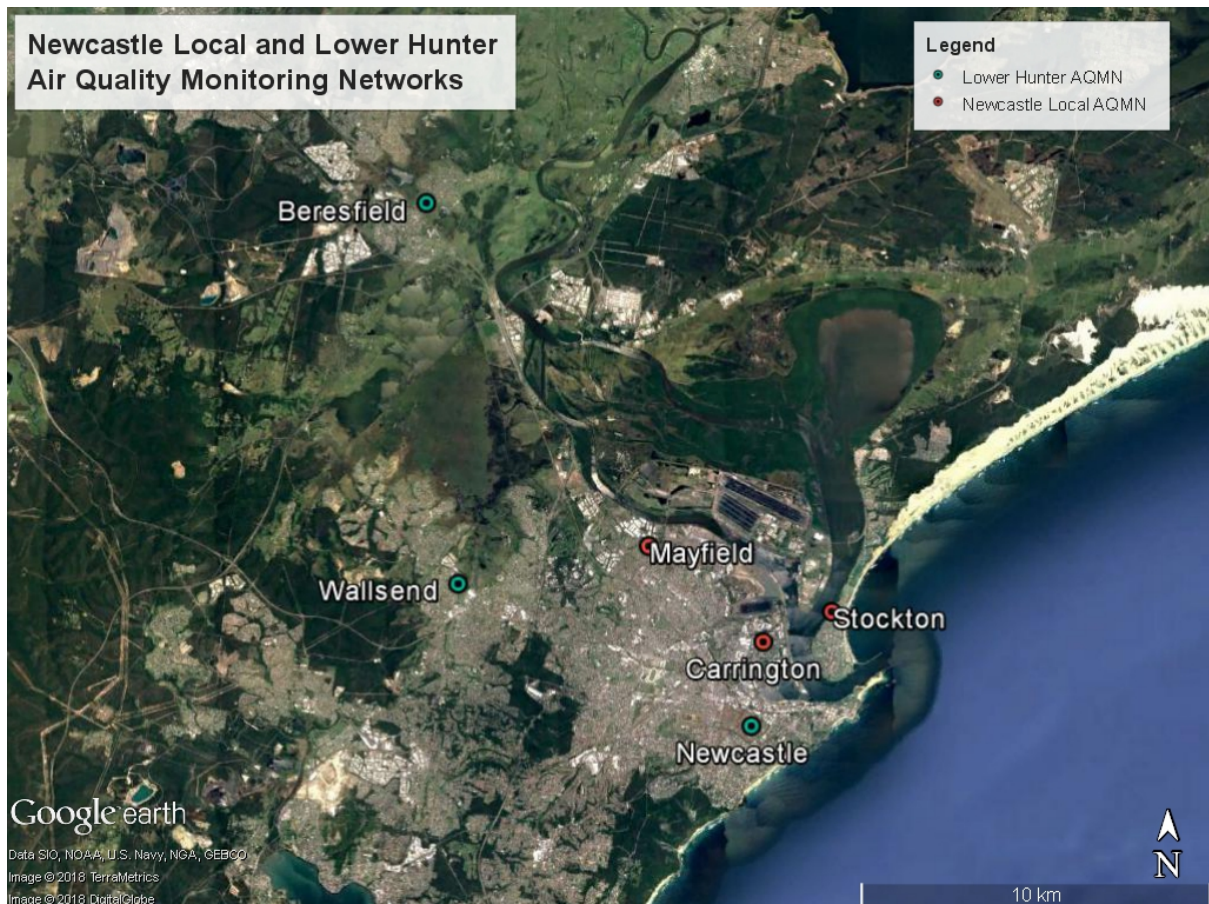 Newcastle Local and Lower Hunter
Air Quality Monitoring Networks
Legend
Lower Hunter AQMN
Newcastle Local AQMN
Beresfield
Mayfield
Wallsend
Stockton
Carrington
Newcastle
Google earth
Data SIO, NOAA, U.S. Navy, NGA, GEBCO
Image © 2018 TerraMetrics
Image © 2018 DigitalGlobe
N
10 km